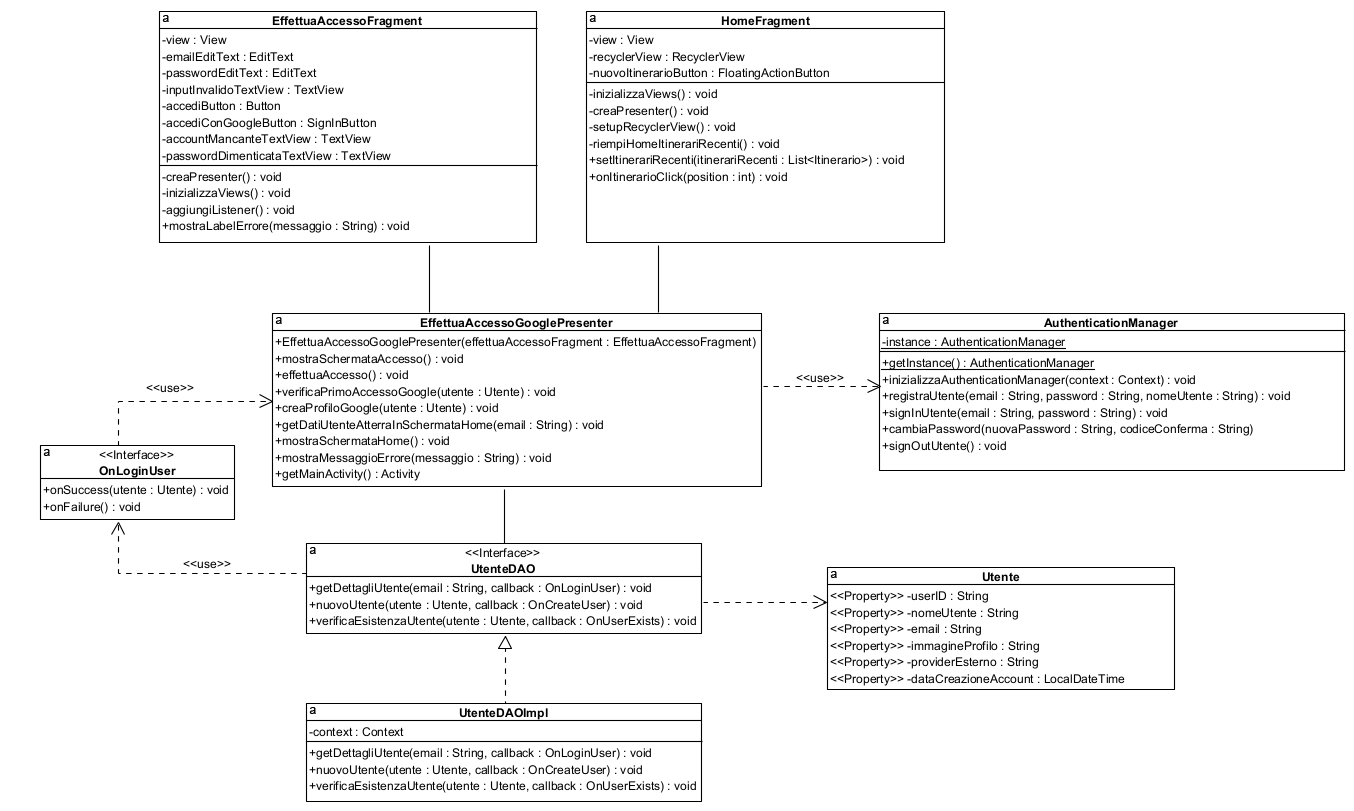 a
EffettuaAccessoFragment
-view : View
-emailEditText : EditText
-passwordEditText : EditText
-inputInvalidoTextView : TextView
-accediButton : Button
-accediConGoogleButton : SignInButton
-accountMancanteTextView : TextView
-passwordDimenticataTextView : TextView
-creaPresenter() : void
-inizializzaViews() : void
-aggiungiListener() : void
+mostraLabelErrore(messaggio : String) : void
a
HomeFragment
-view : View
-recyclerView : RecyclerView
-nuovoItinerarioButton : FloatingActionButton
-inizializzaViews() : void
-creaPresenter() : void
-setupRecyclerView() : void
-riempiHomeItinerariRecenti() : void
+setItinerariRecenti(itinerariRecenti : List<Itinerario>) : void
+onItinerarioClick(position : int) : void
a
EffettuaAccessoGooglePresenter
+EffettuaAccessoGooglePresenter(effettuaAccessoFragment : EffettuaAccessoFragment)
+mostraSchermataAccesso() : void
+effettuaAccesso() : void
+verificaPrimoAccessoGoogle(utente : Utente) : void
+creaProfiloGoogle(utente : Utente) : void
+getDatiUtenteAtterraInSchermataHome(email : String) : void
+mostraSchermataHome() : void
+mostraMessaggioErrore(messaggio : String) : void
+getMainActivity() : Activity
<<use>>
a
AuthenticationManager
-instance : AuthenticationManager
+getInstance() : AuthenticationManager
+inizializzaAuthenticationManager(context : Context) : void
+registraUtente(email : String, password : String, nomeUtente : String) : void
+signInUtente(email : String, password : String) : void
+cambiaPassword(nuovaPassword : String, codiceConferma : String)
+signOutUtente() : void
<<use>>
a
<<Interface>>
OnLoginUser
+onSuccess(utente : Utente) : void
+onFailure() : void
<<use>>
a
<<Interface>>
UtenteDAO
+getDettagliUtente(email : String, callback : OnLoginUser) : void
+nuovoUtente(utente : Utente, callback : OnCreateUser) : void
+verificaEsistenzaUtente(utente : Utente, callback : OnUserExists) : void
a
Utente
<<Property>> -userID : String
<<Property>> -nomeUtente : String
<<Property>> -email : String
<<Property>> -immagineProfilo : String
<<Property>> -providerEsterno : String
<<Property>> -dataCreazioneAccount : LocalDateTime
a
UtenteDAOImpl
-context : Context
+getDettagliUtente(email : String, callback : OnLoginUser) : void
+nuovoUtente(utente : Utente, callback : OnCreateUser) : void
+verificaEsistenzaUtente(utente : Utente, callback : OnUserExists) : void